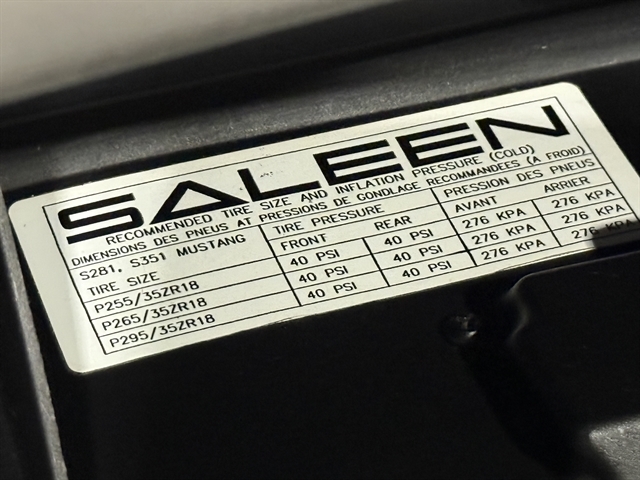 SALEEN
RECOMMENDED TIRE SIZE AND INFLATION PRESSURE (COLD)
DIMENSIONS DES PNEUS AT PRESSIONS DE GONDLAGE RECOMMANDÉES (A FROID)
S281, S351 MUSTANG TIRE PRESSURE PRESSION DES PNEUS
TIRE SIZE FRONT REAR AVANT ARRIER
P255/35ZR18 40 PSI 40 PSI 276 KPA 276 KPA
P265/35ZR18 40 PSI 40 PSI 276 KPA 276 KPA
P295/35ZR18 40 PSI 40 PSI 276 KPA 276 KPA